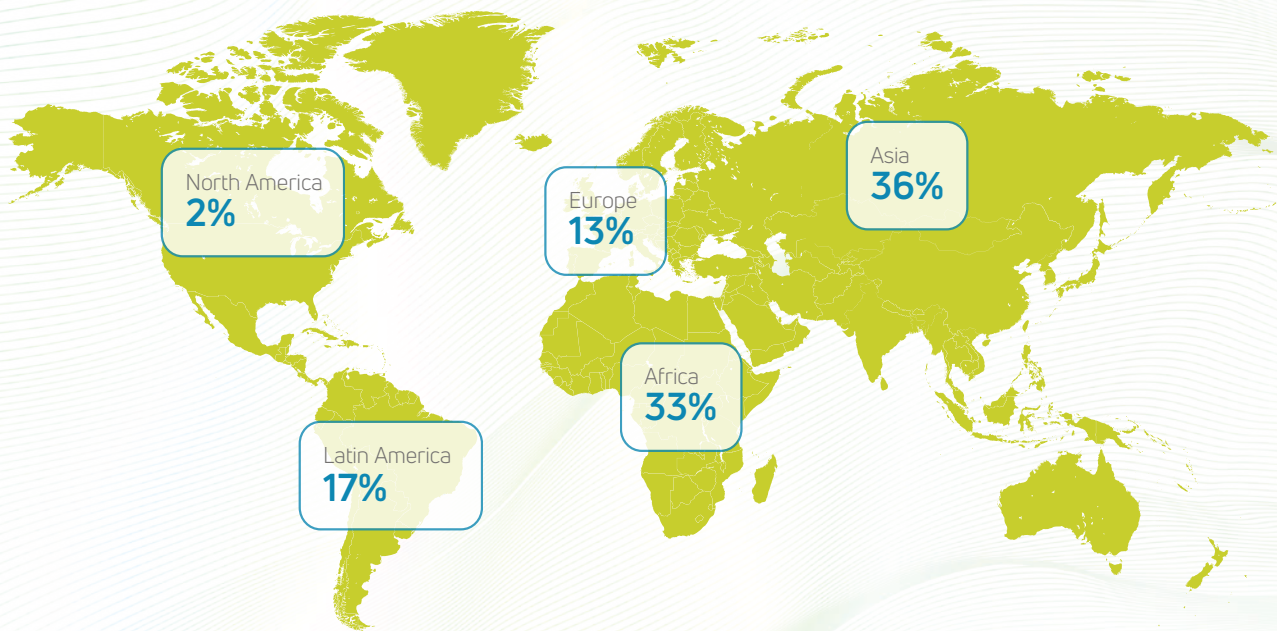 North America
2%
Europe
13%
Asia
36%
Africa
33%
Latin America
17%